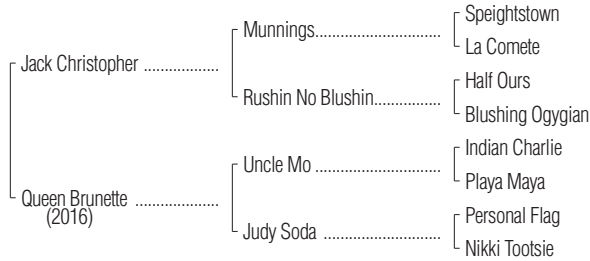 Speightstown
Munnings
La Comete
Jack Christopher
Half Ours
Rushin No Blushin
Blushing Ogygian
Indian Charlie
Uncle Mo
Playa Maya
Queen Brunette
(2016)
Personal Flag
Judy Soda
Nikki Tootsie